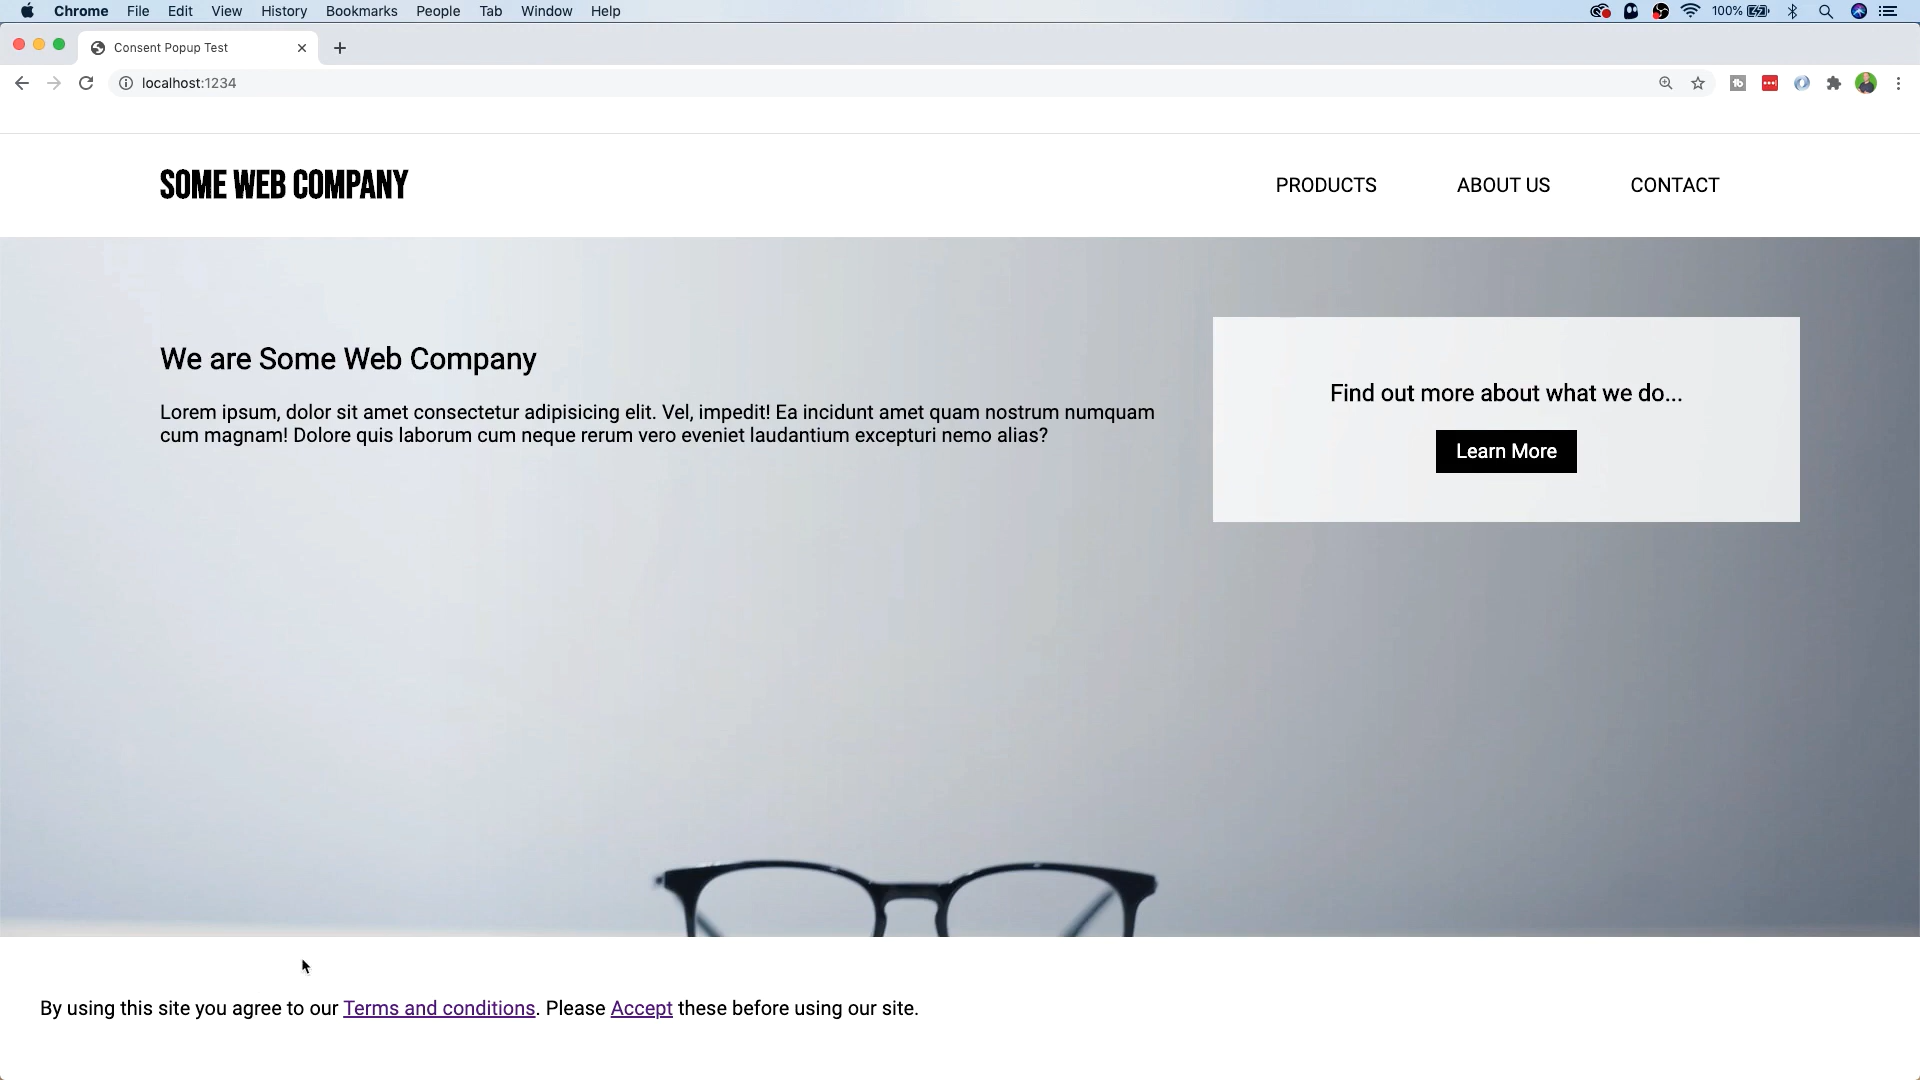 Chrome File Edit View History Bookmarks People Tab Window Help 100%
Consent Popup Test
localhost:1234
SOME WEB COMPANY
PRODUCTS ABOUT US CONTACT
We are Some Web Company
Lorem ipsum, dolor sit amet consectetur adipisicing elit. Vel, impedit! Ea incidunt amet quam nostrum numquam
cum magnam! Dolore quis laborum cum neque rerum vero eveniet laudantium excepturi nemo alias?
Find out more about what we do...
Learn More
By using this site you agree to our Terms and conditions. Please Accept these before using our site.